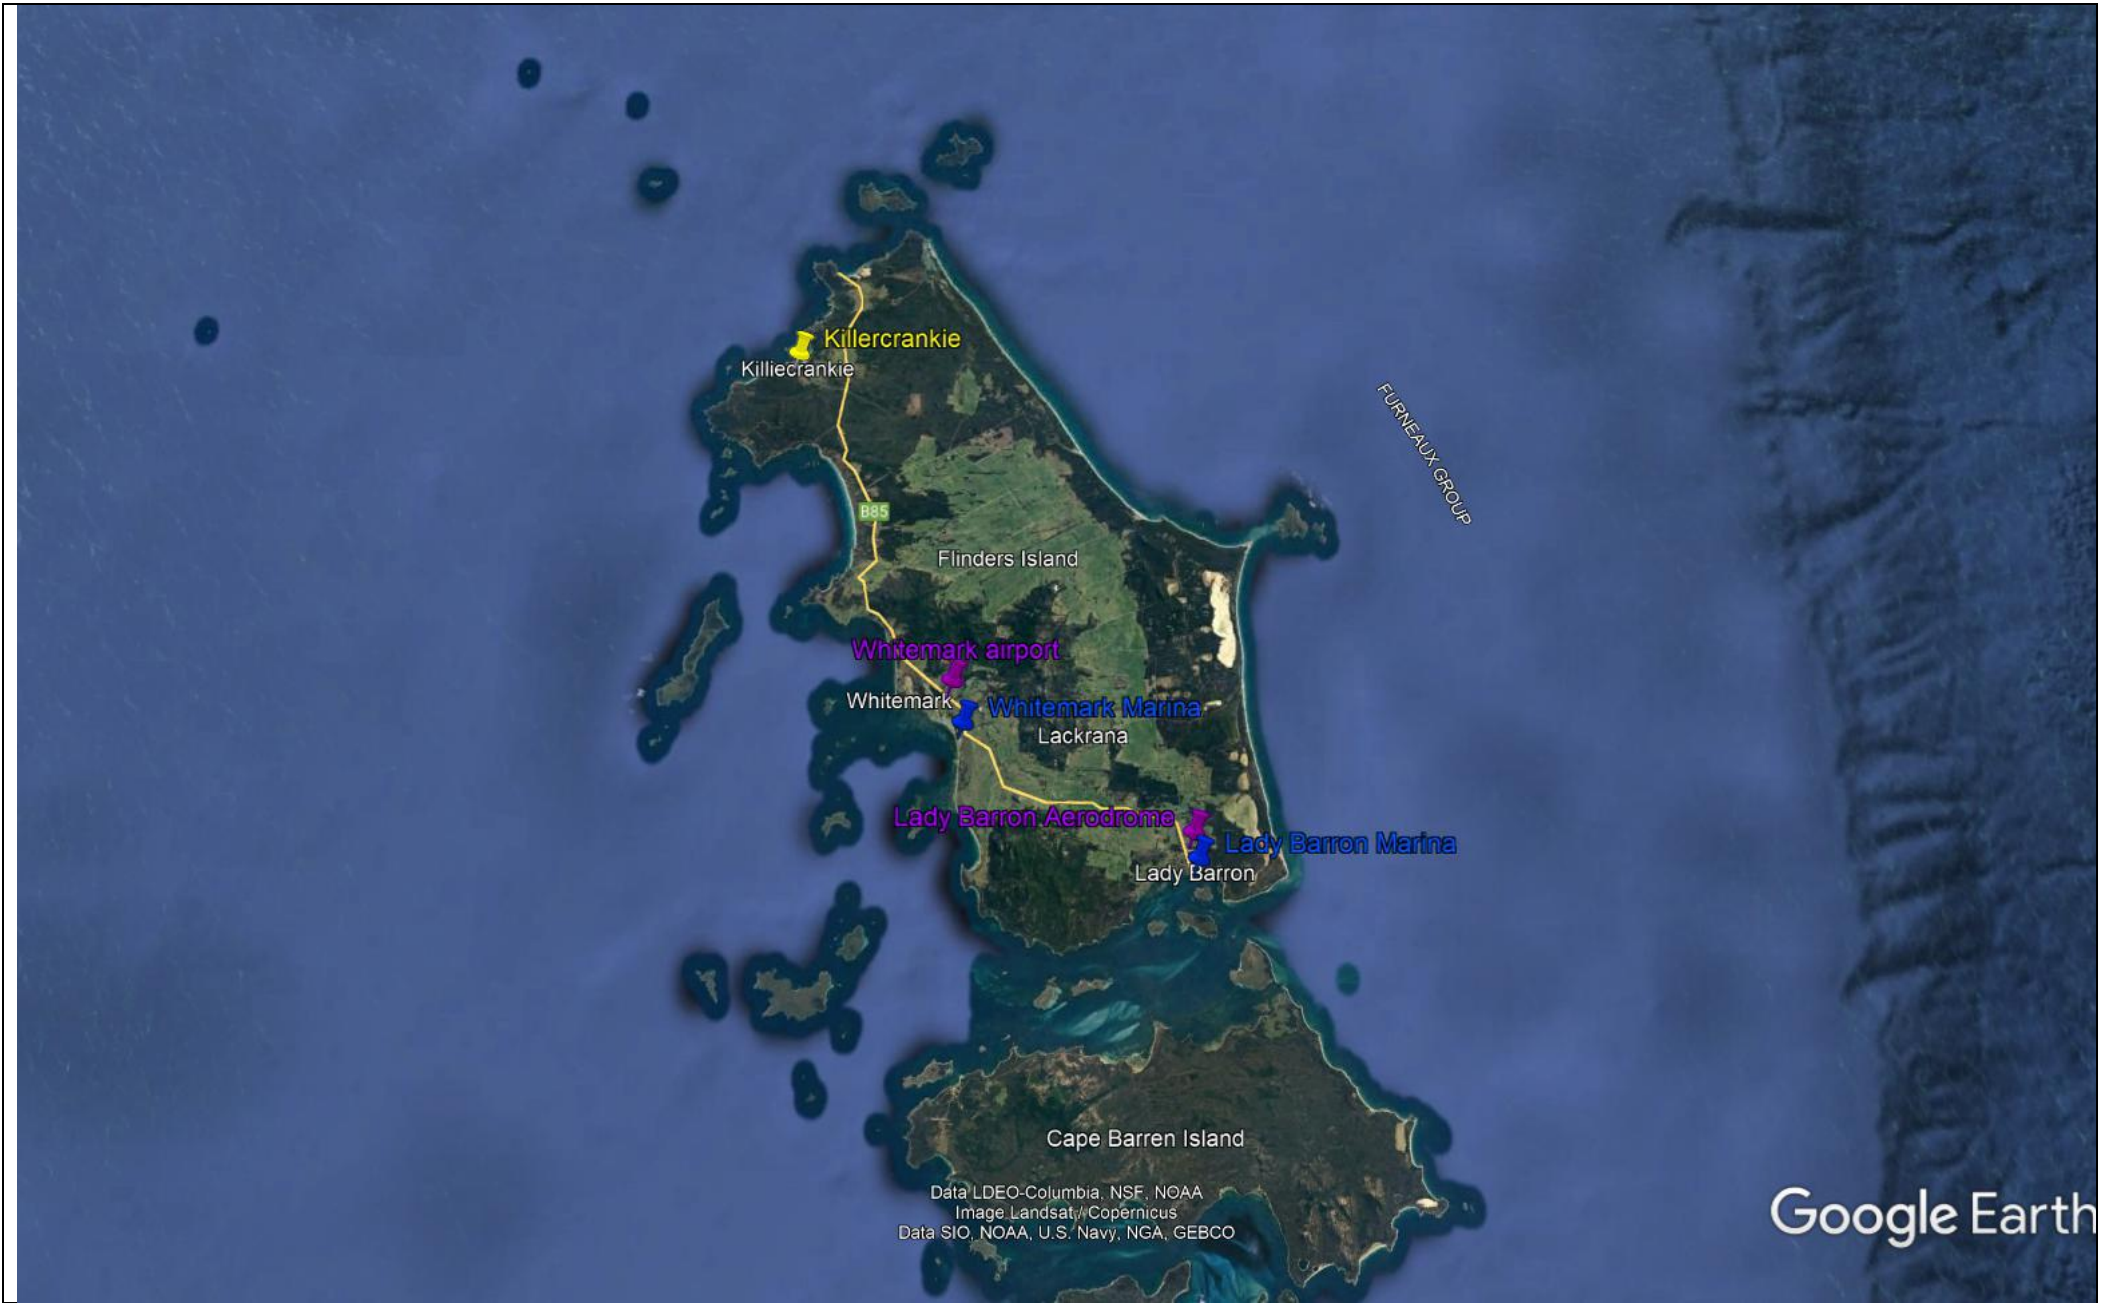 Killercrankie
Killiecrankie
FURNEAUX GROUP
B85
Flinders Island
Whitemark airport
Whitemark
Whitemark Marina
Lackrana
Lady Barron Aerodrome
Lady Barron Marina
Lady Barron
Cape Barren Island
Data LDEO-Columbia, NSF, NOAA
Image Landsat / Copernicus
Data SIO, NOAA, U.S. Navy, NGA, GEBCO
Google Earth